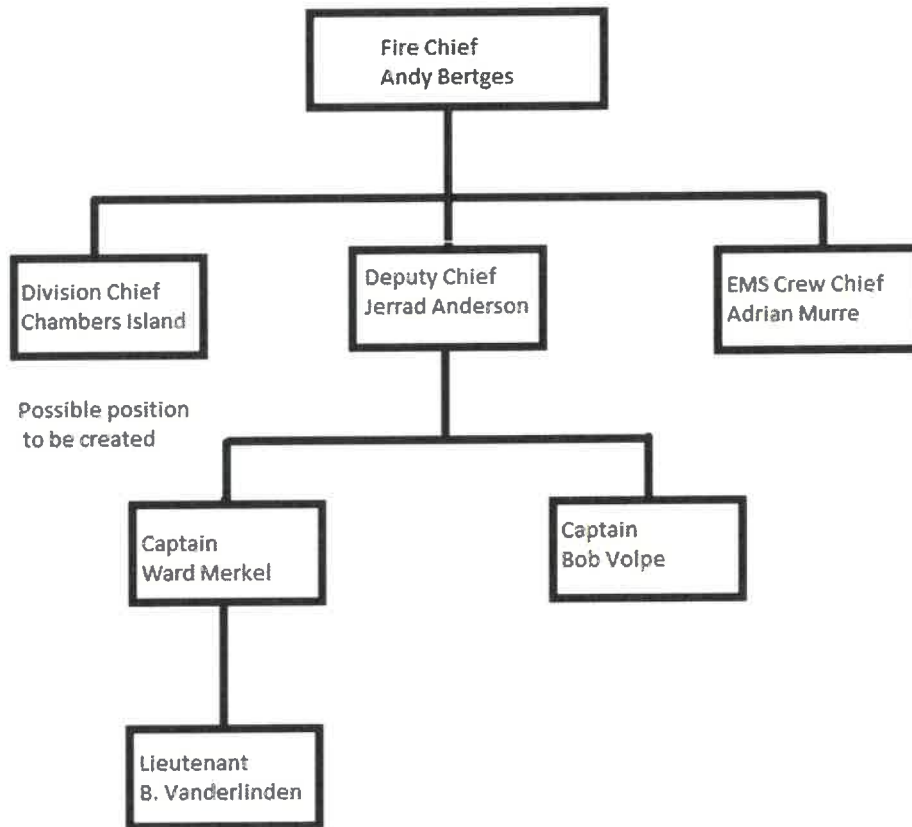 Fire Chief
Andy Bertges
Division Chief
Chambers Island
Deputy Chief
Jerrad Anderson
EMS Crew Chief
Adrian Murre
Possible position
to be created
Captain
Ward Merkel
Captain
Bob Volpe
Lieutenant
B. Vanderlinden